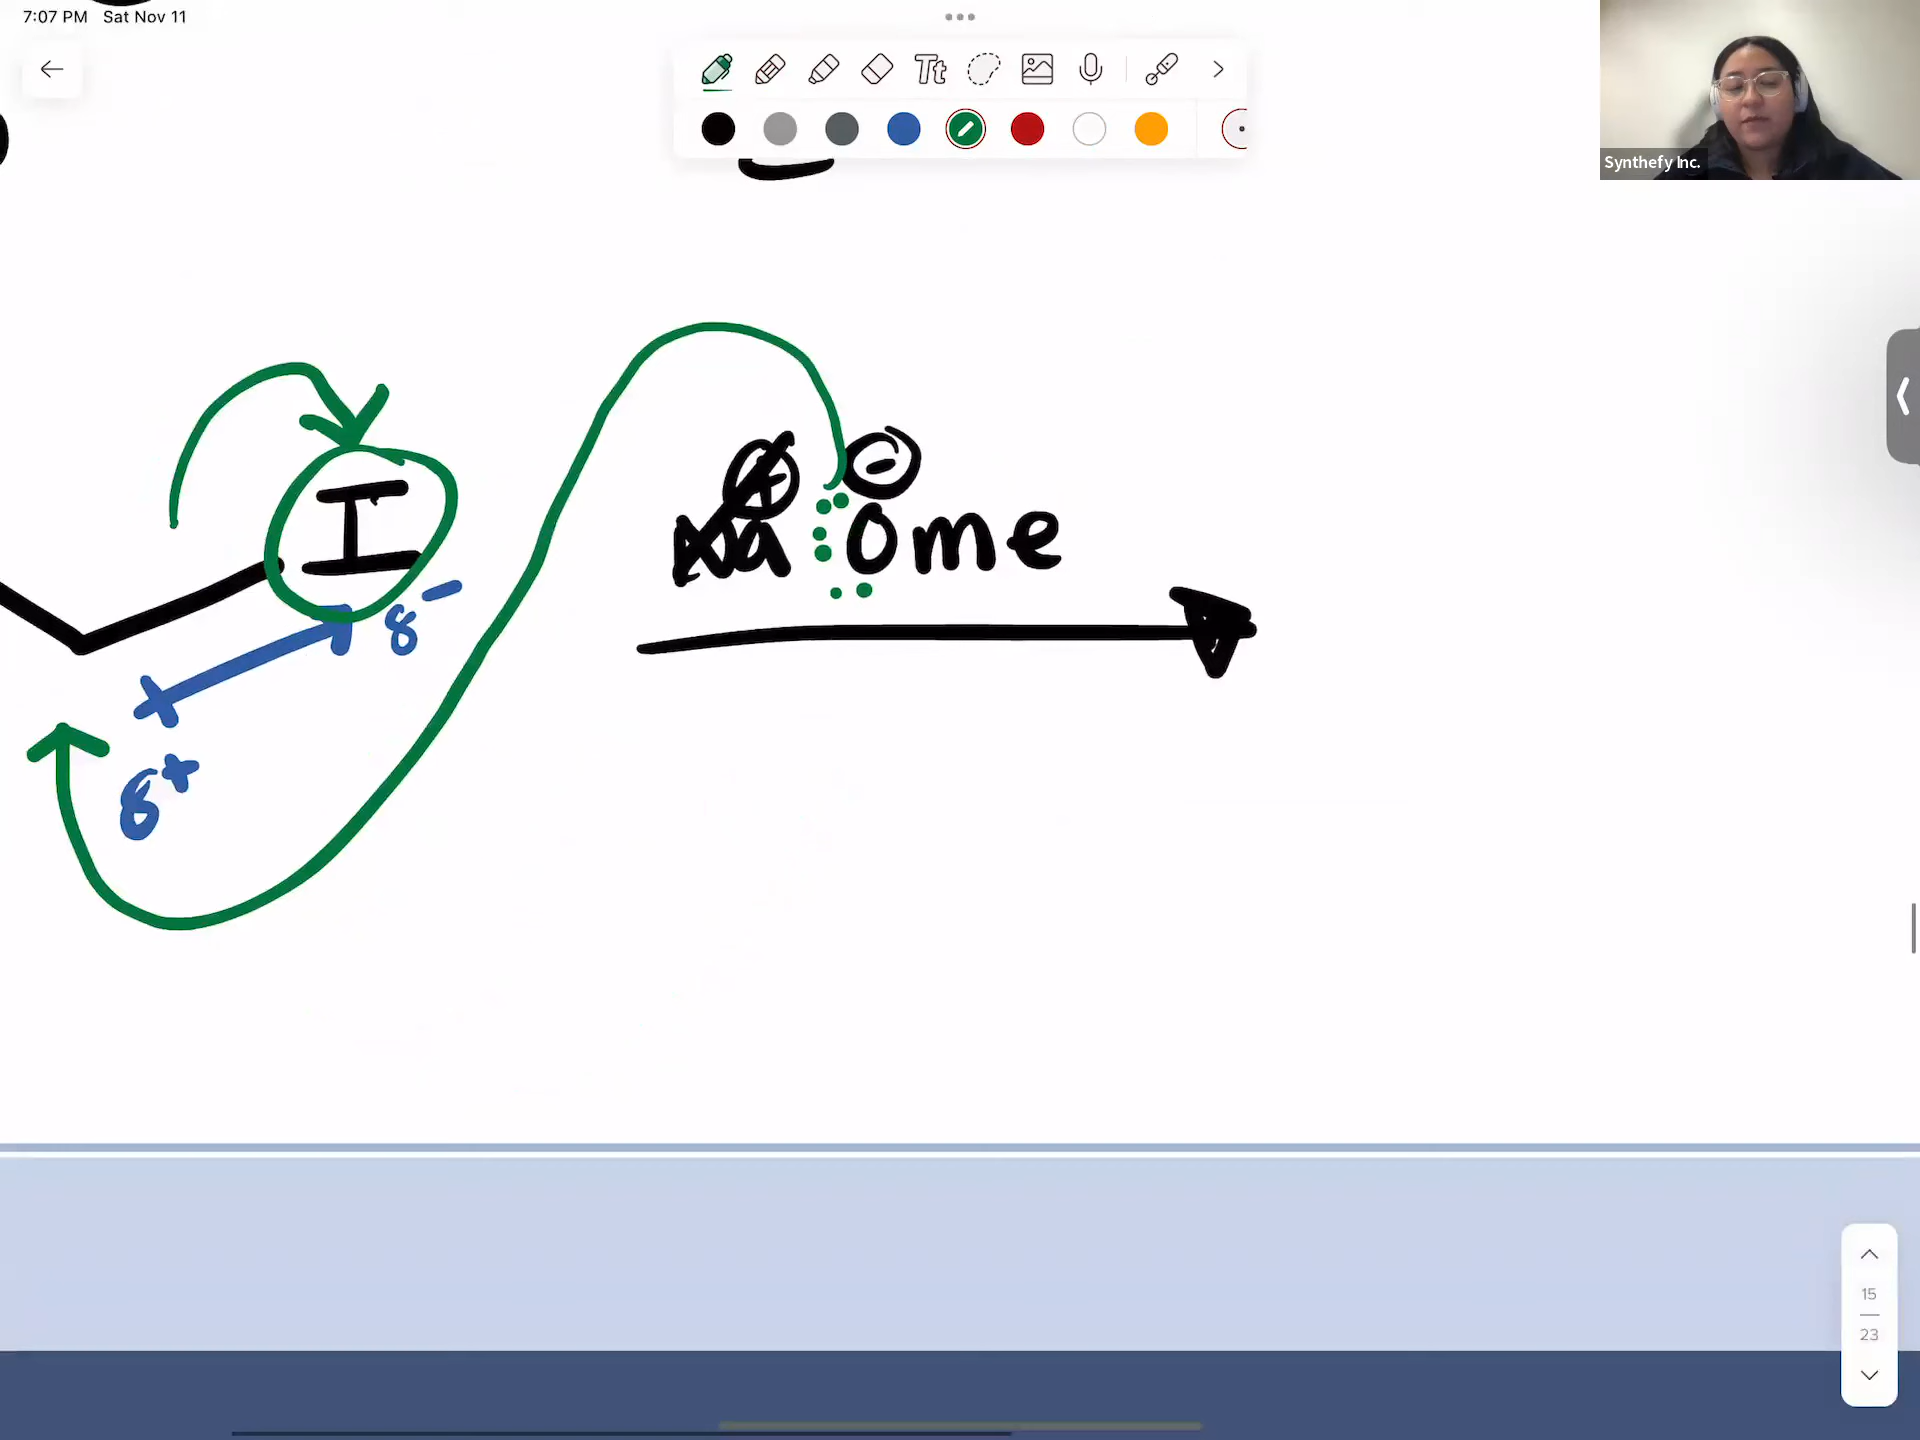 7:07 PM Sat Nov 11
Tt
Synthefy Inc.
I
δ-
δ+
Na + - : Ome
15
23